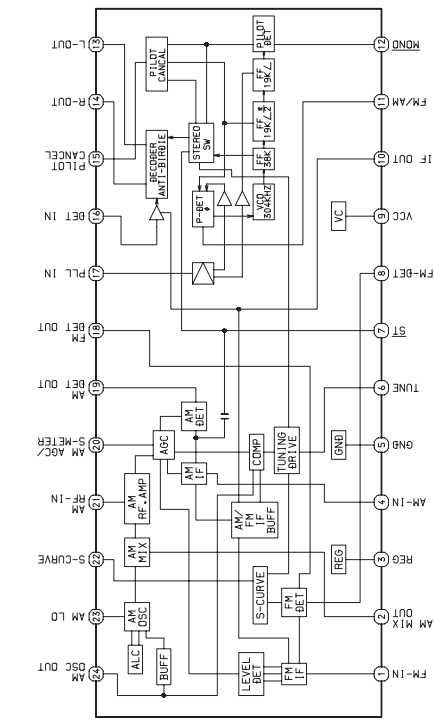 L-OUT
13
R-OUT
14
PILOT
CANCEL
15
DET IN
16
PLL IN
17
FM
DET OUT
18
AM
DET OUT
19
AM AGC/
S-METER
20
AM
RF-IN
21
S-CURVE
22
AM LO
23
AM
OSC OUT
24
PILOT
CANCAL
DECODER
ANTI-BIRDIE
STEREO
SW
P-DET
PILOT
DET
FF
19K/
FF
19K/2
FF
38K
VCO
304KHZ
VC
AM
DET
AGC
AM
IF
COMP
TUNING
DRIVE
GND
AM
RF.AMP
AM/
FM
IF
BUFF
AM
MIX
REG
S-CURVE
AM
OSC
FM
DET
ALC
BUFF
LEVEL
DET
FM
IF
12
MONO
11
FM/AM
10
IF OUT
9
VCC
8
FM-DET
7
ST
6
TUNE
5
GND
4
AM-IN
3
REG
2
AM MIX
OUT
1
FM-IN